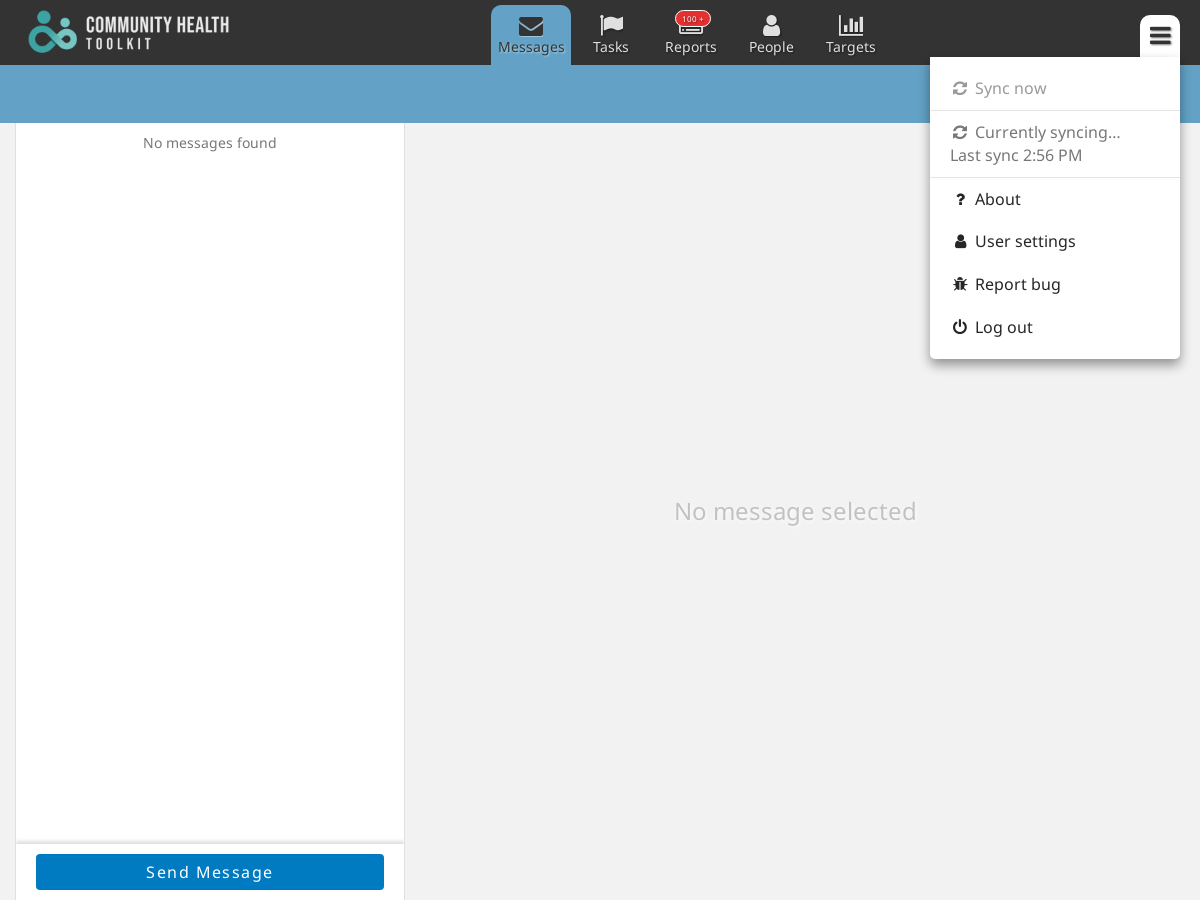 COMMUNITY HEALTH
TOOLKIT
Messages
Tasks
100 +
Reports
People
Targets
Sync now
Currently syncing...
Last sync 2:56 PM
? About
User settings
Report bug
Log out
No messages found
No message selected
Send Message